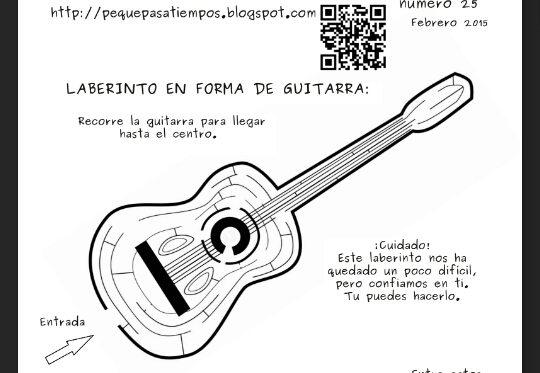 http://pequepasatiempos.blogspot.com
número 25
Febrero 2015
LABERINTO EN FORMA DE GUITARRA:
Recorre la guitarra para llegar
hasta el centro.
¡Cuidado!
Este laberinto nos ha
quedado un poco difícil,
pero confiamos en ti.
Tu puedes hacerlo.
Entrada